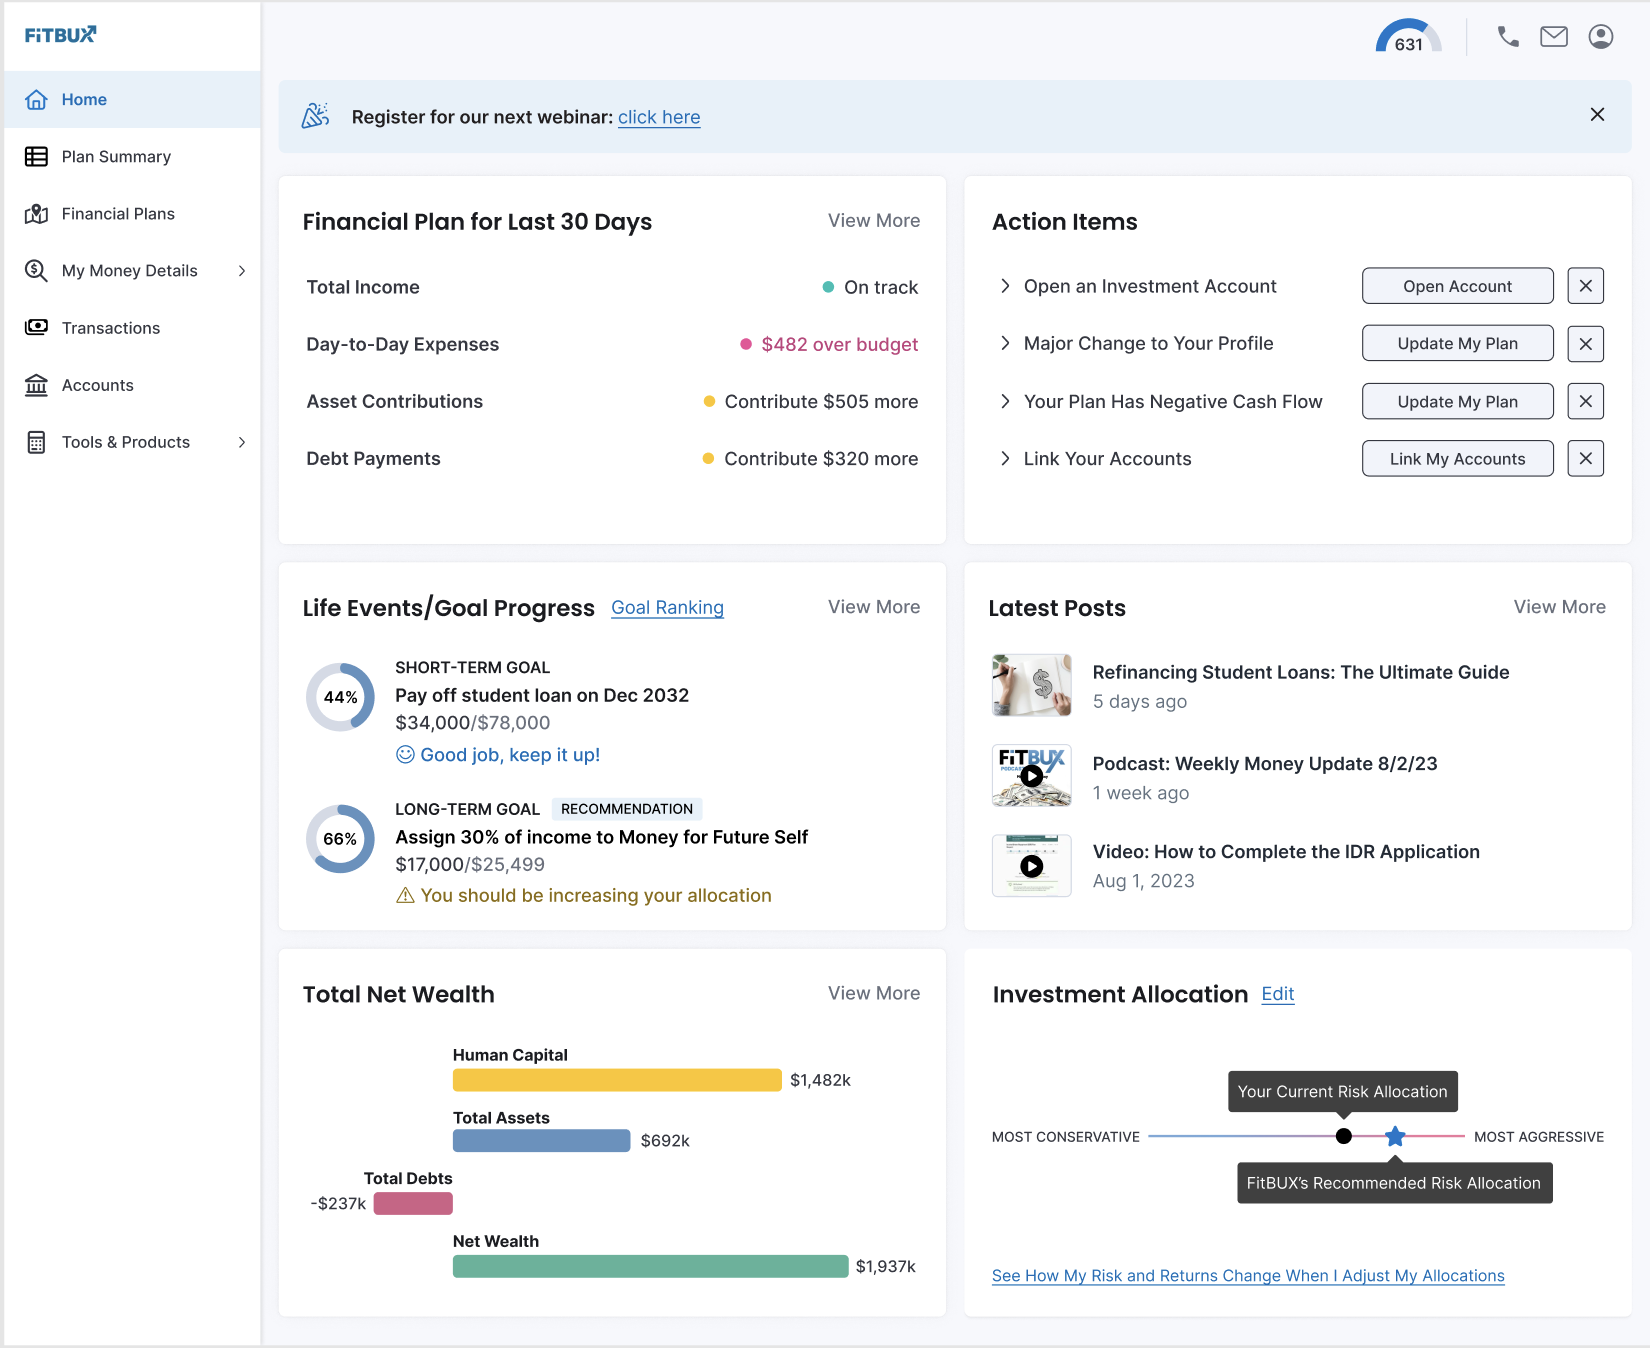 FitBUX
631
Home
Plan Summary
Financial Plans
My Money Details
Transactions
Accounts
Tools & Products
Register for our next webinar: click here
Financial Plan for Last 30 Days
View More
Total Income
On track
Day-to-Day Expenses
$482 over budget
Asset Contributions
Contribute $505 more
Debt Payments
Contribute $320 more
Action Items
Open an Investment Account
Open Account
Major Change to Your Profile
Update My Plan
Your Plan Has Negative Cash Flow
Update My Plan
Link Your Accounts
Link My Accounts
Life Events/Goal Progress
Goal Ranking
View More
44%
SHORT-TERM GOAL
Pay off student loan on Dec 2032
$34,000/$78,000
Good job, keep it up!
66%
LONG-TERM GOAL
RECOMMENDATION
Assign 30% of income to Money for Future Self
$17,000/$25,499
You should be increasing your allocation
Latest Posts
View More
Refinancing Student Loans: The Ultimate Guide
5 days ago
FitBUX
Podcast: Weekly Money Update 8/2/23
1 week ago
Video: How to Complete the IDR Application
Aug 1, 2023
Total Net Wealth
View More
Human Capital
$1,482k
Total Assets
$692k
Total Debts
-$237k
Net Wealth
$1,937k
Investment Allocation
Edit
Your Current Risk Allocation
MOST CONSERVATIVE
MOST AGGRESSIVE
FitBUX's Recommended Risk Allocation
See How My Risk and Returns Change When I Adjust My Allocations